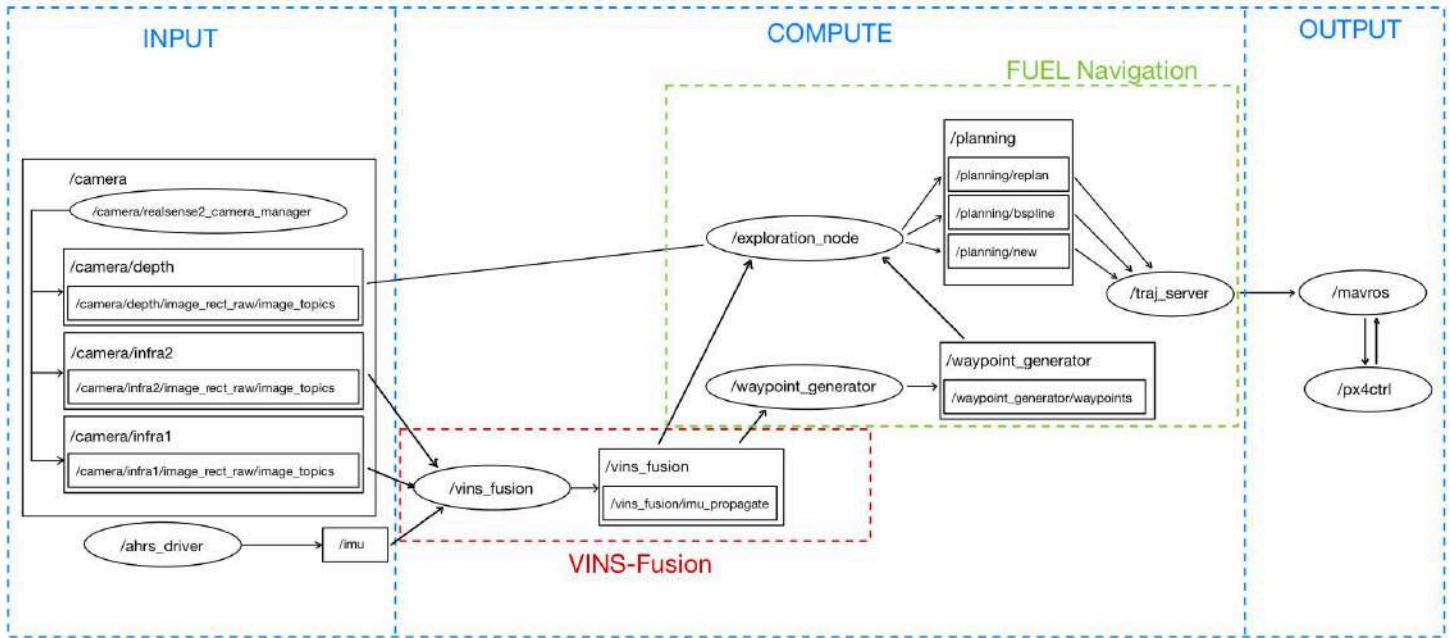 INPUT
COMPUTE
OUTPUT
FUEL Navigation
/camera
/camera/realsense2_camera_manager
/camera/depth
/camera/depth/image_rect_raw/image_topics
/camera/infra2
/camera/infra2/image_rect_raw/image_topics
/camera/infra1
/camera/infra1/image_rect_raw/image_topics
/ahrs_driver
/imu
/vins_fusion
/vins_fusion
/vins_fusion/imu_propagate
VINS-Fusion
/exploration_node
/planning
/planning/replan
/planning/bspline
/planning/new
/traj_server
/waypoint_generator
/waypoint_generator
/waypoint_generator/waypoints
/mavros
/px4ctrl